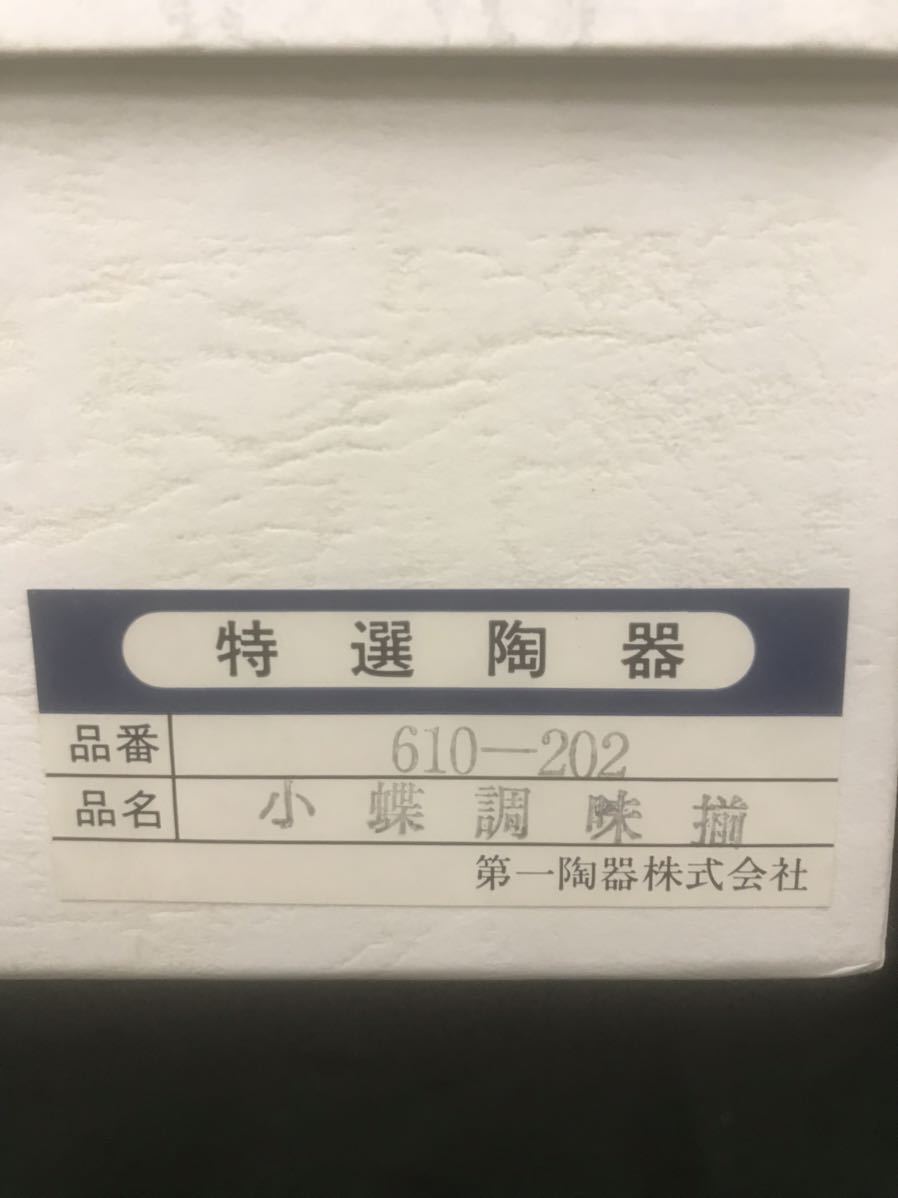 特選陶器
品番 610-202
品名 小蝶調味揃
第一陶器株式会社